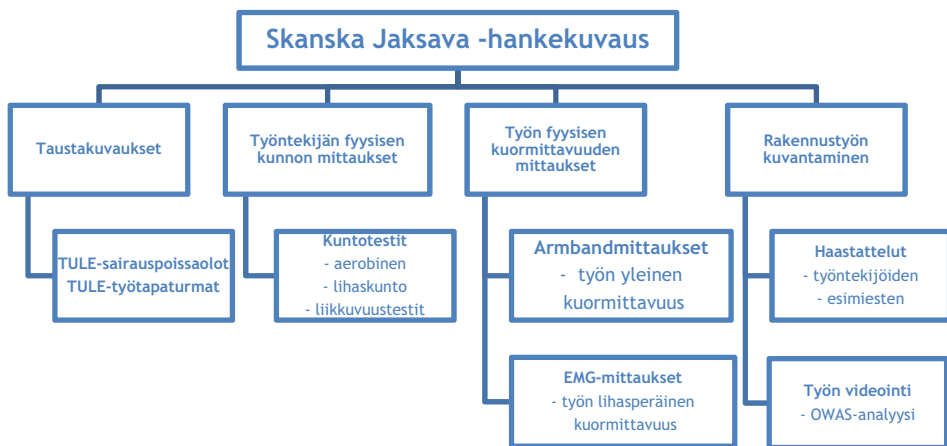 Skanska Jaksava -hankekuvaus
Taustakuvaukset
Työntekijän fyysisen
kunnon mittaukset
Työn fyysisen
kuormittavuuden
mittaukset
Rakennustyön
kuvantaminen
TULE-sairauspoissaolot
TULE-työtapaturmat
Kuntotestit
- aerobinen
- lihaskunto
- liikkuvuustestit
Armbandmittaukset
- työn yleinen
kuormittavuus
EMG-mittaukset
- työn lihasperäinen
kuormittavuus
Haastattelut
- työntekijöiden
- esimiesten
Työn videointi
- OWAS-analyysi